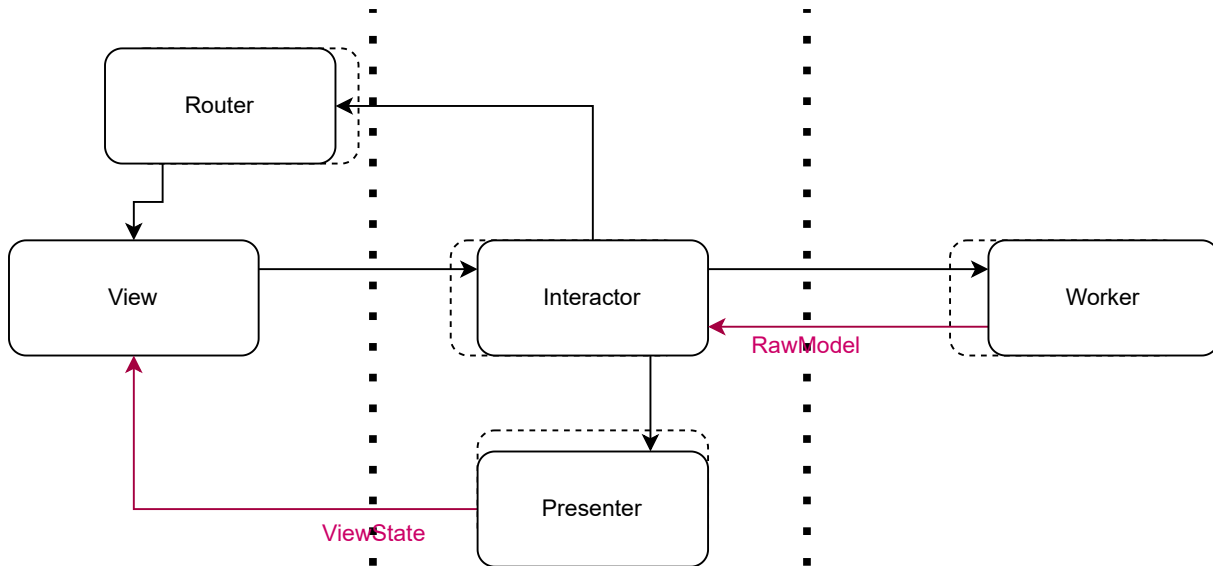 Router
View
Interactor
Worker
RawModel
Presenter
ViewState